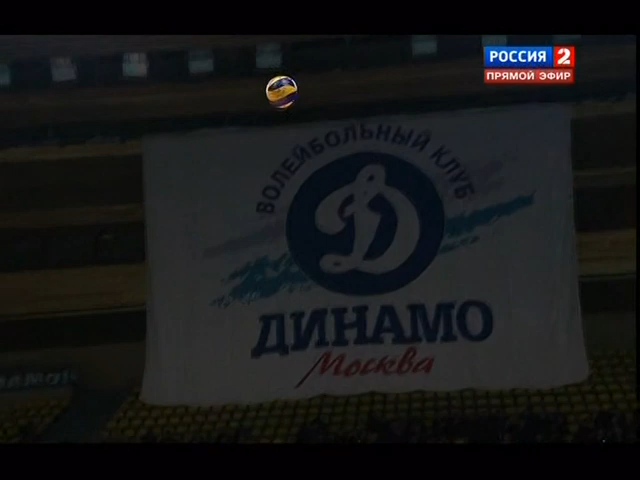 РОССИЯ 2
ПРЯМОЙ ЭФИР
ВОЛЕЙБОЛЬНЫЙ КЛУБ
Д
ДИНАМО
Москва